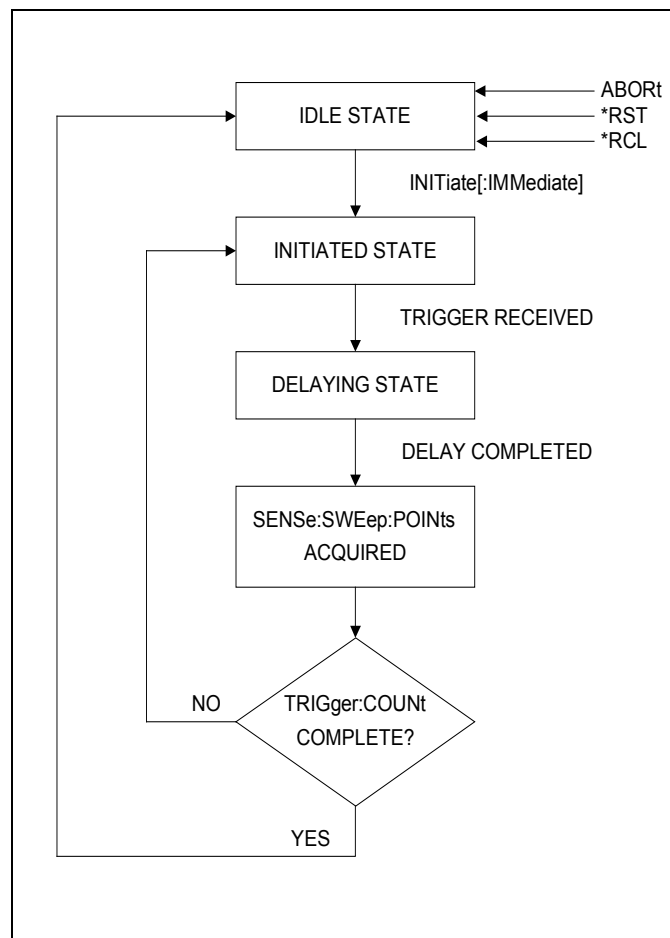 ABORt
IDLE STATE
*RST
*RCL
INITiate[:IMMediate]
INITIATED STATE
TRIGGER RECEIVED
DELAYING STATE
DELAY COMPLETED
SENSe:SWEep:POINts
ACQUIRED
NO
TRIGger:COUNt
COMPLETE?
YES